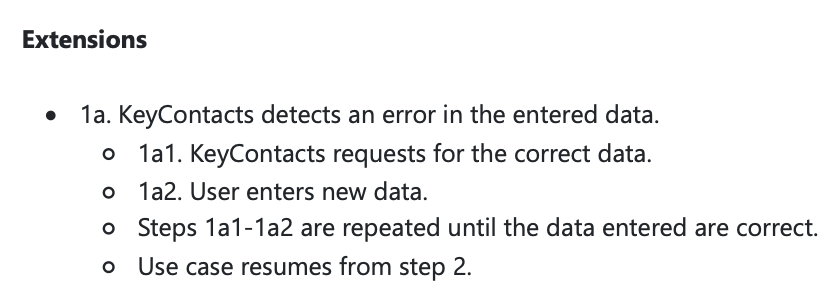 Extensions
• 1a. KeyContacts detects an error in the entered data.
○ 1a1. KeyContacts requests for the correct data.
○ 1a2. User enters new data.
○ Steps 1a1-1a2 are repeated until the data entered are correct.
○ Use case resumes from step 2.